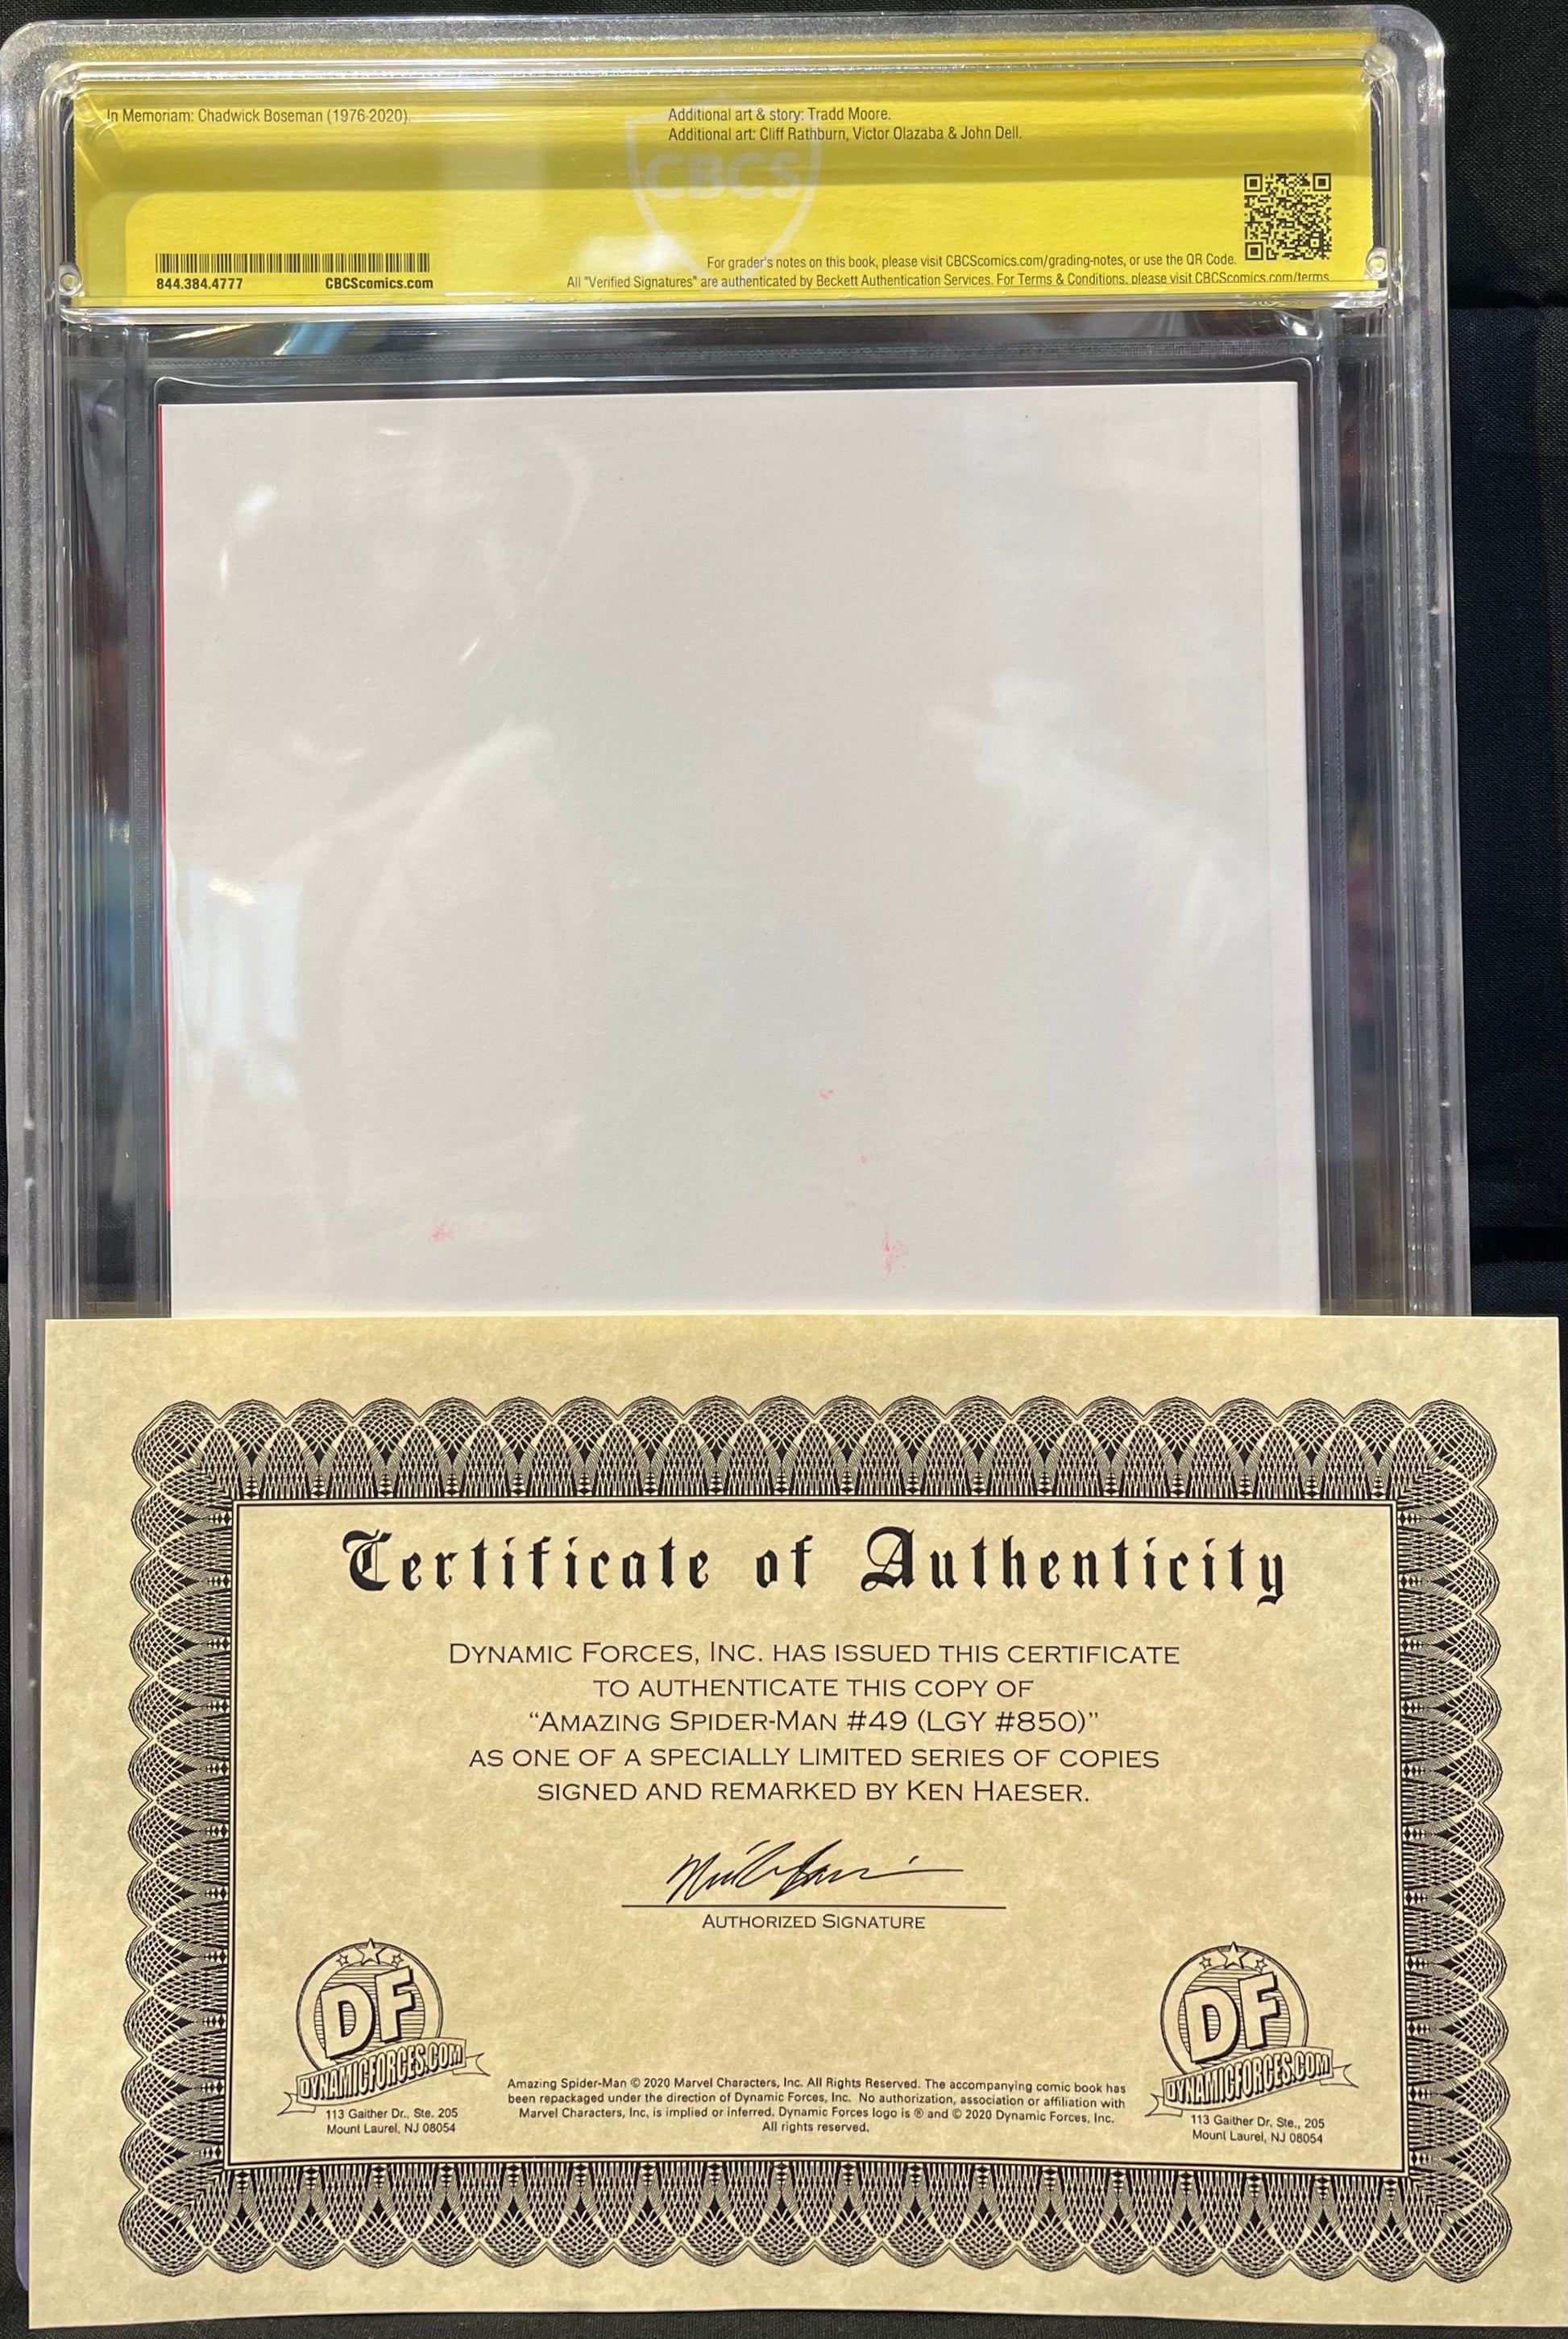 In Memoriam: Chadwick Boseman (1976-2020)
Additional art & story: Tradd Moore.
Additional art: Cliff Rathburn, Victor Olazaba & John Dell.
CBCS
844.384.4777
CBCScomics.com
For grader's notes on this book, please visit CBCScomics.com/grading-notes, or use the QR Code.
All "Verified Signatures" are authenticated by Beckett Authentication Services. For Terms & Conditions, please visit CBCScomics.com/terms
Certificate of Authenticity
DYNAMIC FORCES, INC. HAS ISSUED THIS CERTIFICATE
TO AUTHENTICATE THIS COPY OF
“AMAZING SPIDER-MAN #49 (LGY #850)”
AS ONE OF A SPECIALLY LIMITED SERIES OF COPIES
SIGNED AND REMARKED BY KEN HAESER.
AUTHORIZED SIGNATURE
DF
DYNAMICFORCES.COM
113 Gaither Dr., Ste. 205
Mount Laurel, NJ 08054
Amazing Spider-Man © 2020 Marvel Characters, Inc. All Rights Reserved. The accompanying comic book has
been repackaged under the direction of Dynamic Forces, Inc. No authorization, association or affiliation with
Marvel Characters, Inc. is implied or inferred. Dynamic Forces logo is ® and © 2020 Dynamic Forces, Inc.
All rights reserved.
DF
DYNAMICFORCES.COM
113 Gaither Dr, Ste., 205
Mount Laurel, NJ 08054